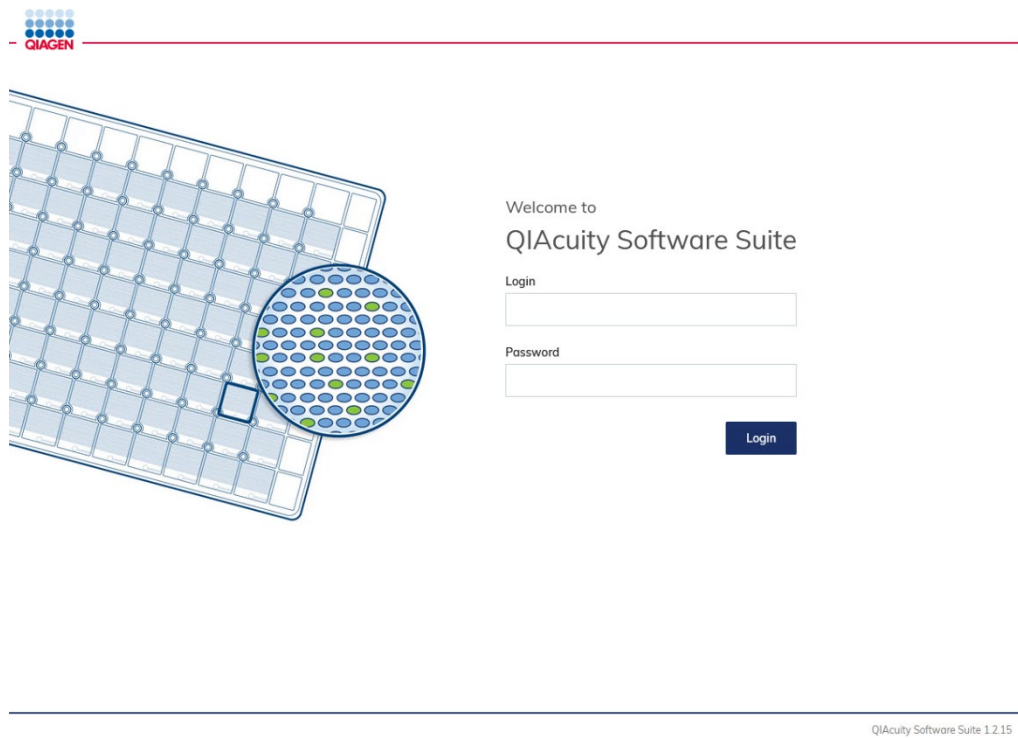 QIAGEN
Welcome to
QIAcuity Software Suite
Login
Password
Login
QIAcuity Software Suite 1.2.15